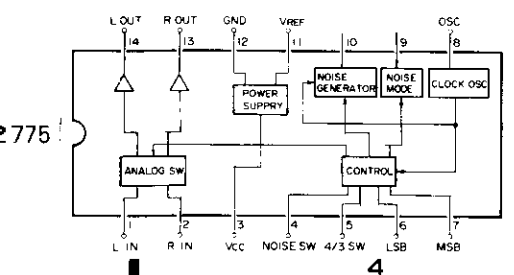 L OUT R OUT GND VREF OSC
14 13 12 11 10 9 8
NOISE GENERATOR
NOISE MODE
CLOCK OSC
POWER SUPPRY
2775
ANALOG SW
CONTROL
1 2 3 4 5 6 7
L IN R IN VCC NOISE SW 4/3 SW LSB MSB
4